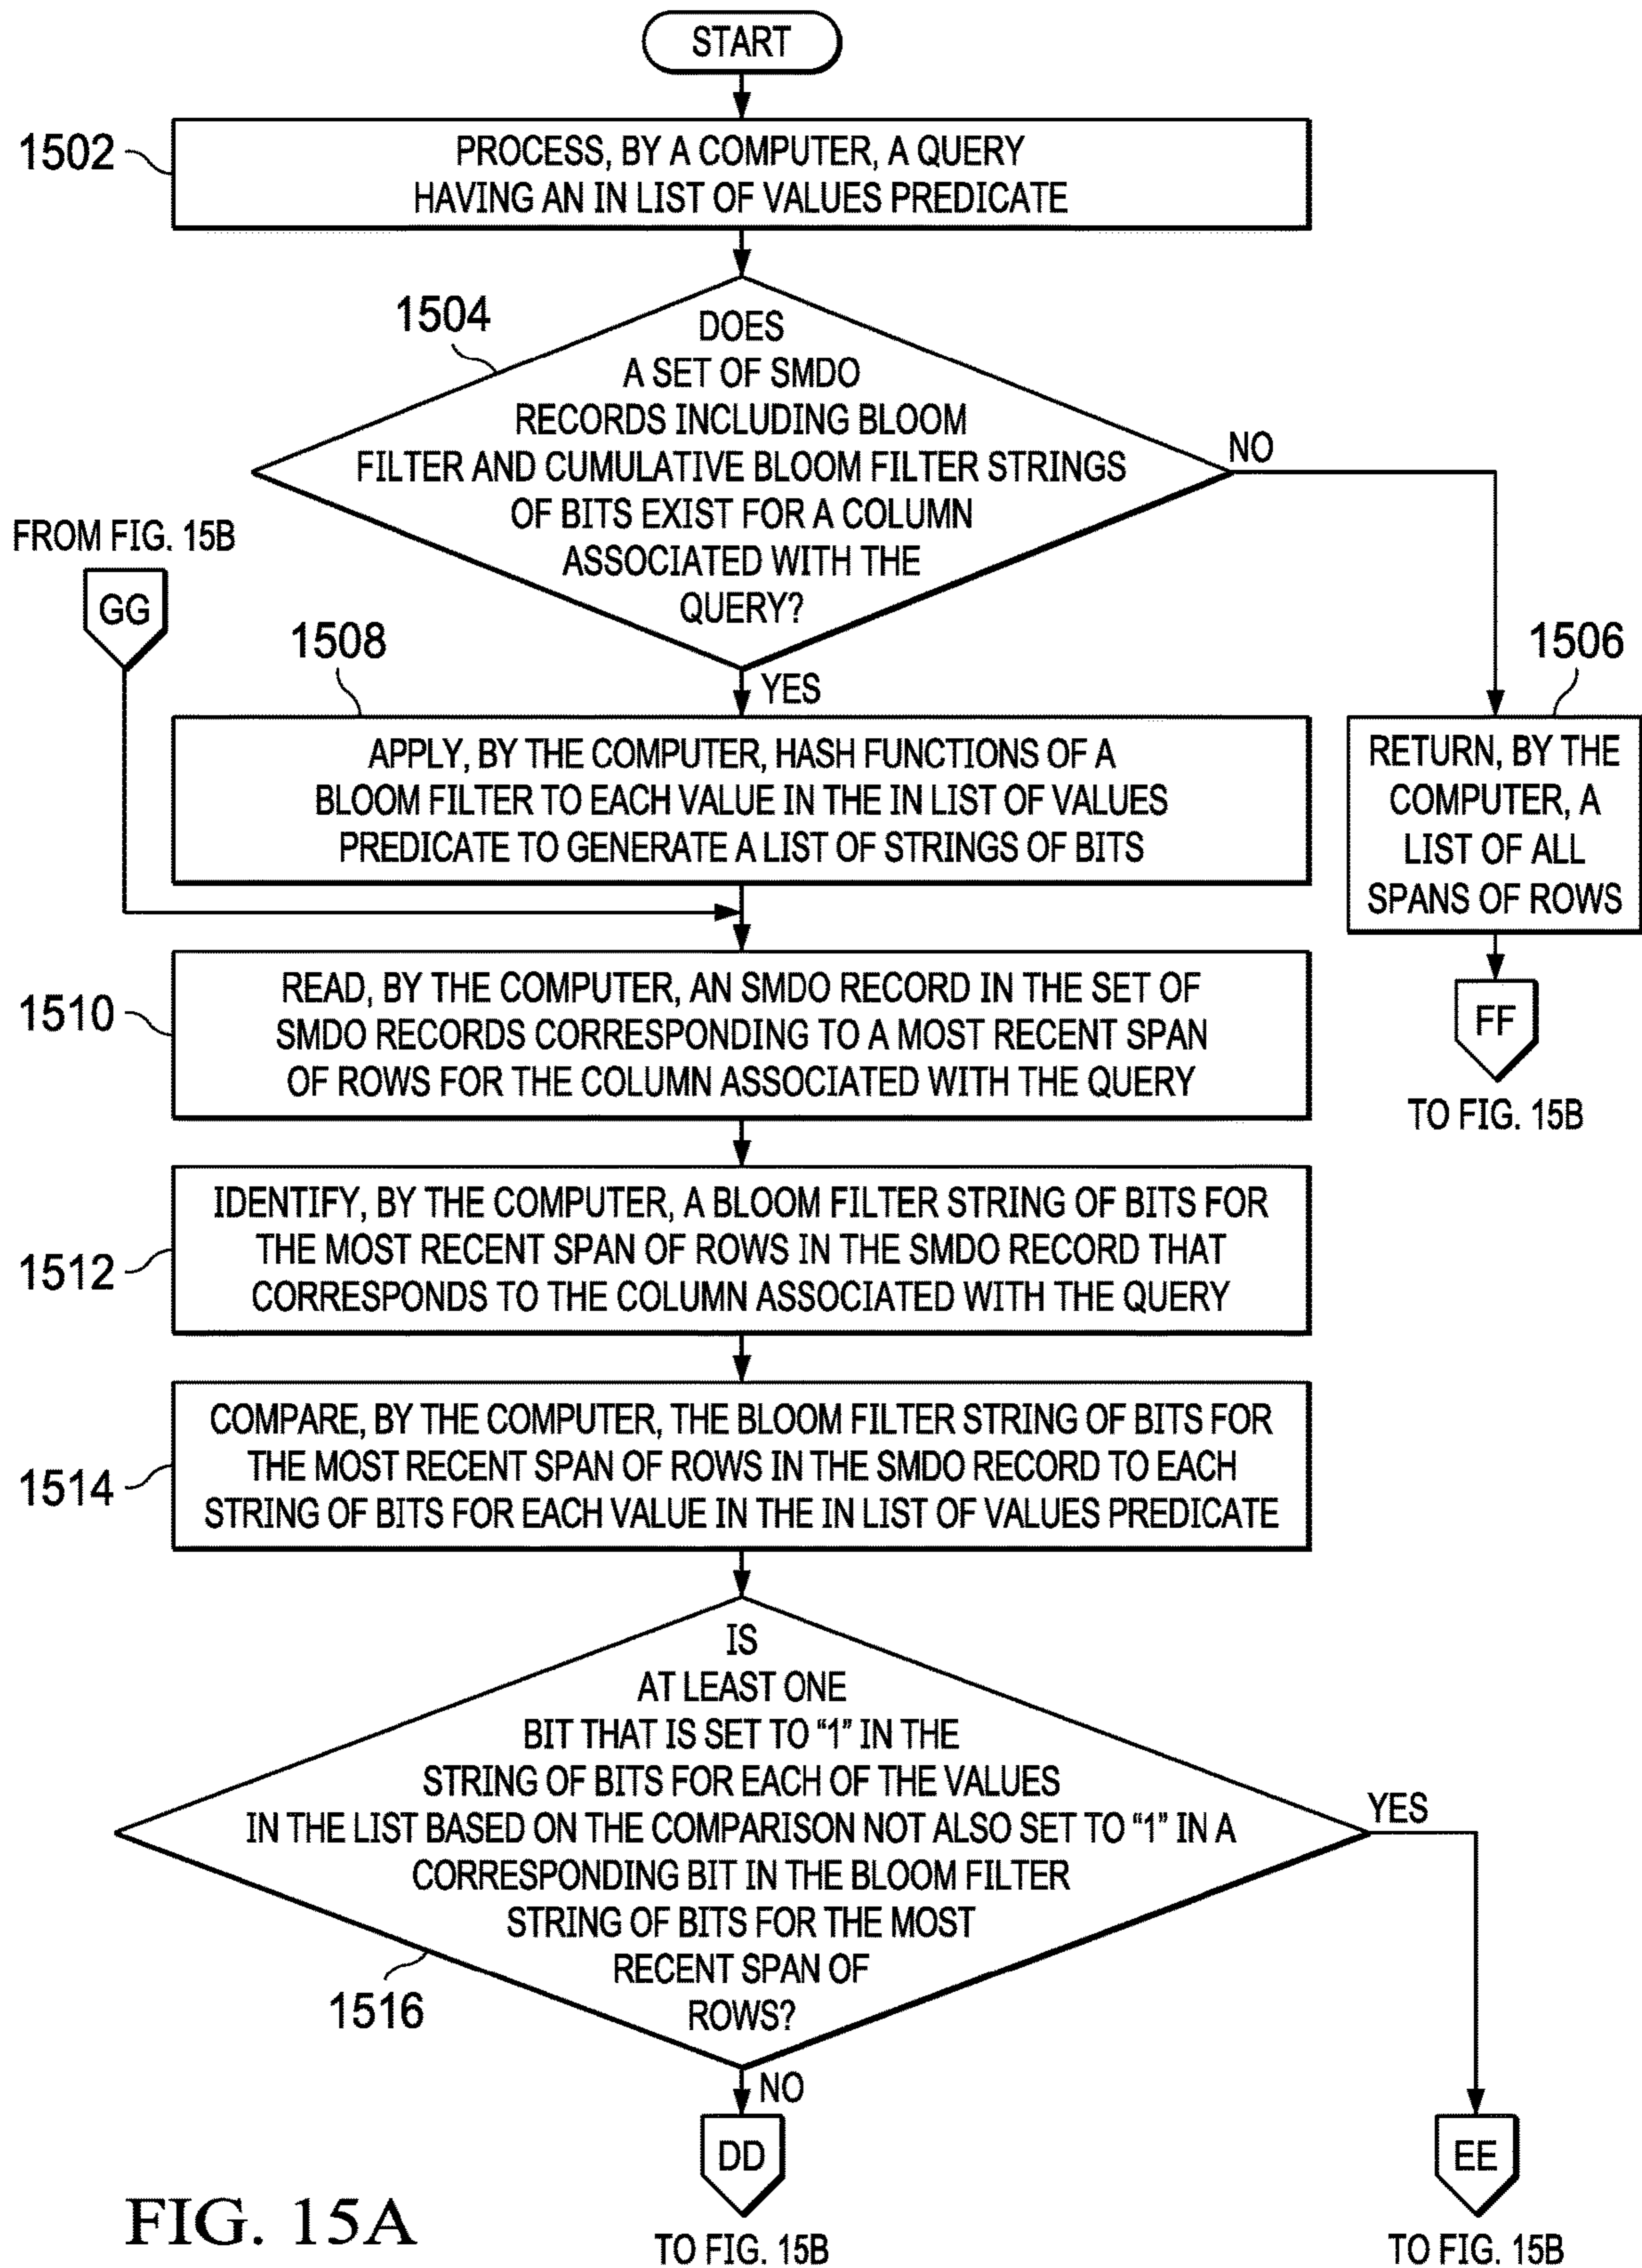 START
1502
PROCESS, BY A COMPUTER, A QUERY
HAVING AN IN LIST OF VALUES PREDICATE
1504
DOES
A SET OF SMDO
RECORDS INCLUDING BLOOM
FILTER AND CUMULATIVE BLOOM FILTER STRINGS
OF BITS EXIST FOR A COLUMN
ASSOCIATED WITH THE
QUERY?
NO
FROM FIG. 15B
GG
YES
1506
RETURN, BY THE
COMPUTER, A
LIST OF ALL
SPANS OF ROWS
FF
TO FIG. 15B
1508
APPLY, BY THE COMPUTER, HASH FUNCTIONS OF A
BLOOM FILTER TO EACH VALUE IN THE IN LIST OF VALUES
PREDICATE TO GENERATE A LIST OF STRINGS OF BITS
1510
READ, BY THE COMPUTER, AN SMDO RECORD IN THE SET OF
SMDO RECORDS CORRESPONDING TO A MOST RECENT SPAN
OF ROWS FOR THE COLUMN ASSOCIATED WITH THE QUERY
1512
IDENTIFY, BY THE COMPUTER, A BLOOM FILTER STRING OF BITS FOR
THE MOST RECENT SPAN OF ROWS IN THE SMDO RECORD THAT
CORRESPONDS TO THE COLUMN ASSOCIATED WITH THE QUERY
1514
COMPARE, BY THE COMPUTER, THE BLOOM FILTER STRING OF BITS FOR
THE MOST RECENT SPAN OF ROWS IN THE SMDO RECORD TO EACH
STRING OF BITS FOR EACH VALUE IN THE IN LIST OF VALUES PREDICATE
IS
AT LEAST ONE
BIT THAT IS SET TO “1” IN THE
STRING OF BITS FOR EACH OF THE VALUES
IN THE LIST BASED ON THE COMPARISON NOT ALSO SET TO “1” IN A
CORRESPONDING BIT IN THE BLOOM FILTER
STRING OF BITS FOR THE MOST
RECENT SPAN OF
ROWS?
1516
YES
NO
DD
TO FIG. 15B
EE
TO FIG. 15B
FIG. 15A